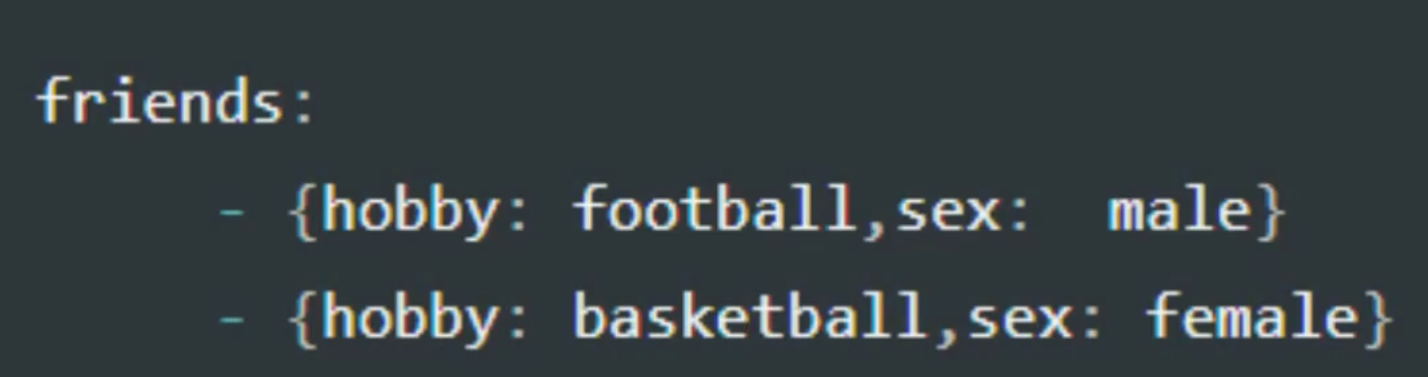 friends:
- {hobby: football,sex:  male}
- {hobby: basketball,sex: female}